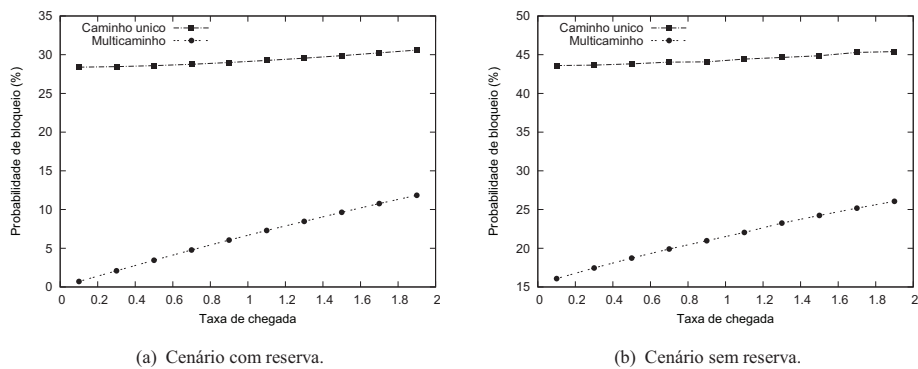 Caminho unico
Multicaminho
Probabilidade de bloqueio (%)
35
30
25
20
15
10
5
0
0 0.2 0.4 0.6 0.8 1 1.2 1.4 1.6 1.8 2
Taxa de chegada
(a) Cenário com reserva.
Caminho unico
Multicaminho
Probabilidade de bloqueio (%)
50
45
40
35
30
25
20
15
0 0.2 0.4 0.6 0.8 1 1.2 1.4 1.6 1.8 2
Taxa de chegada
(b) Cenário sem reserva.